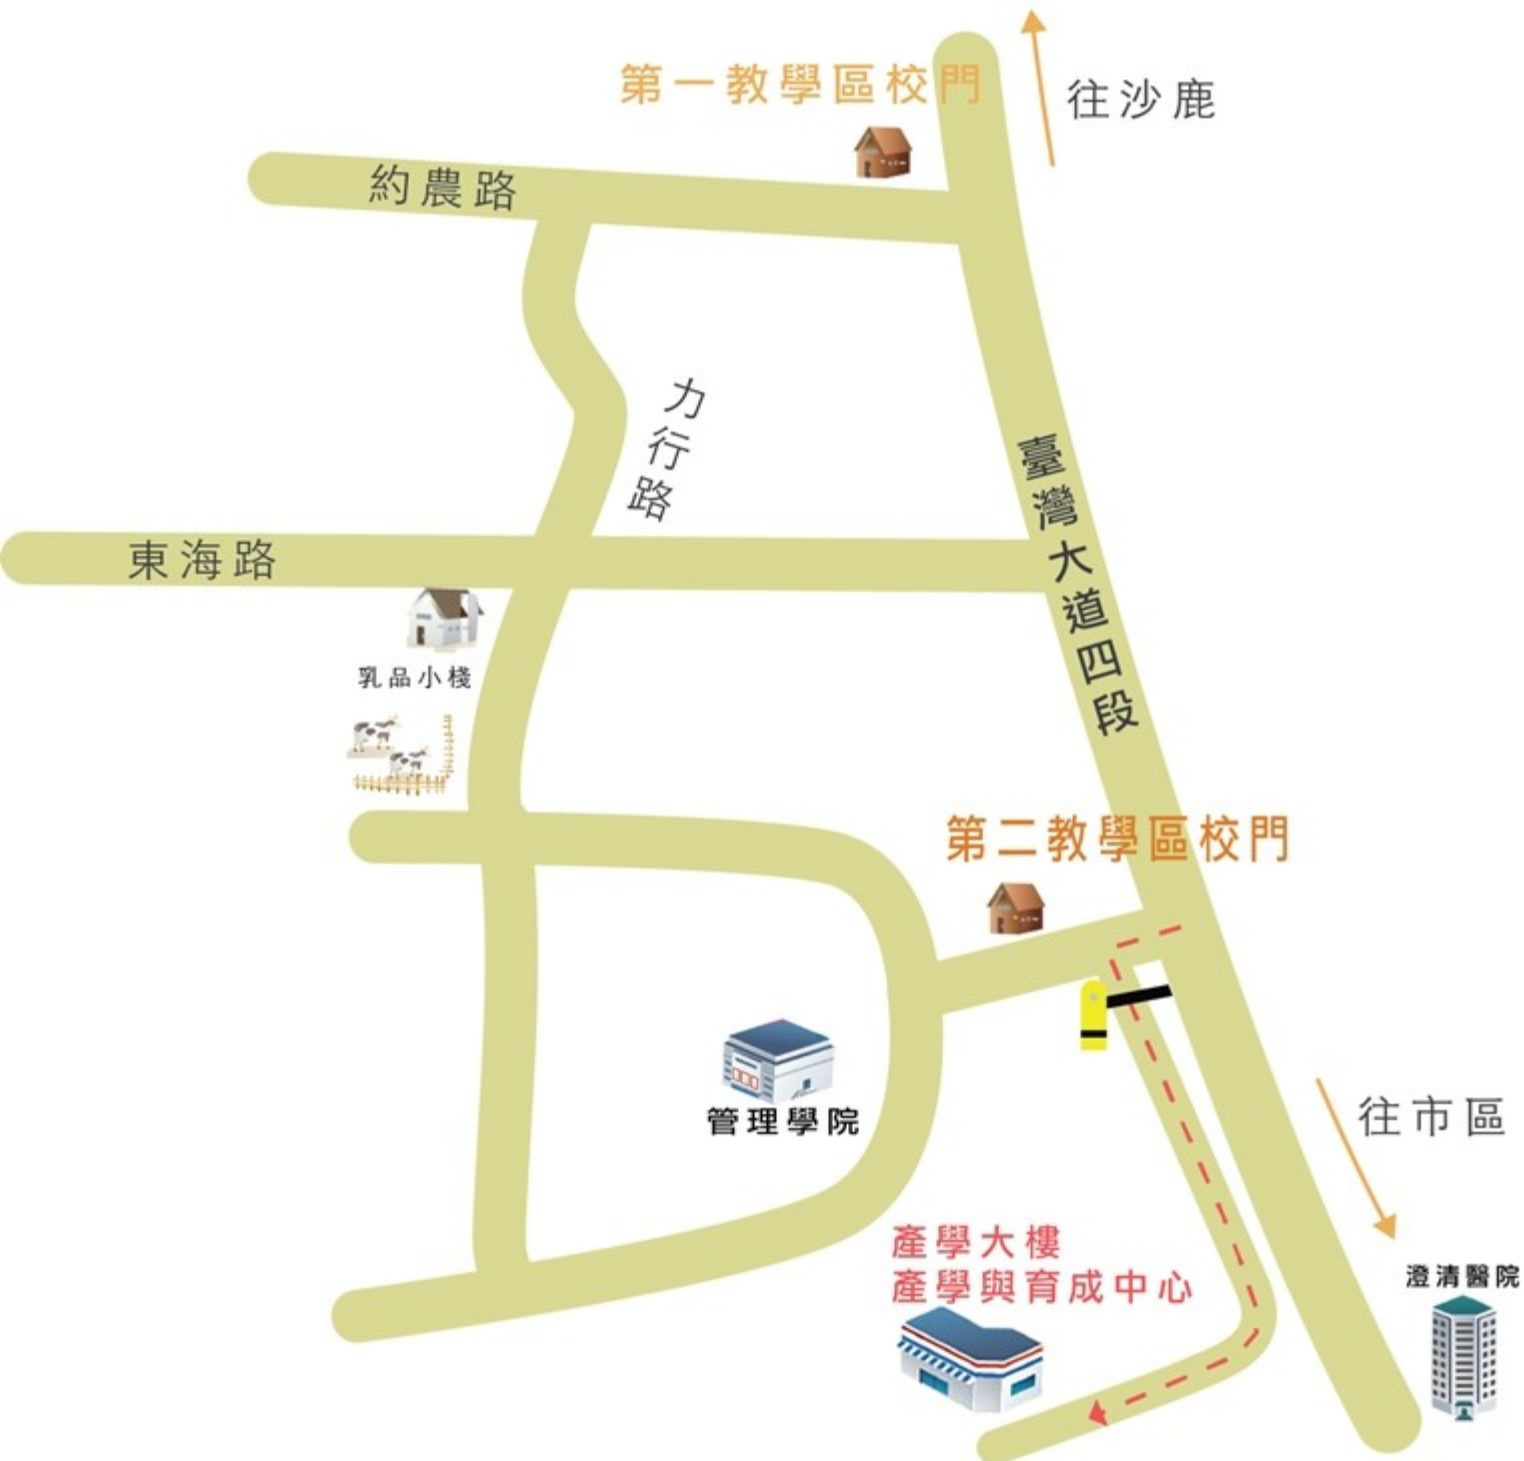 第一教學區校門
往沙鹿
約農路
力行路
臺灣大道四段
東海路
乳品小棧
第二教學區校門
管理學院
往市區
產學大樓
產學與育成中心
澄清醫院